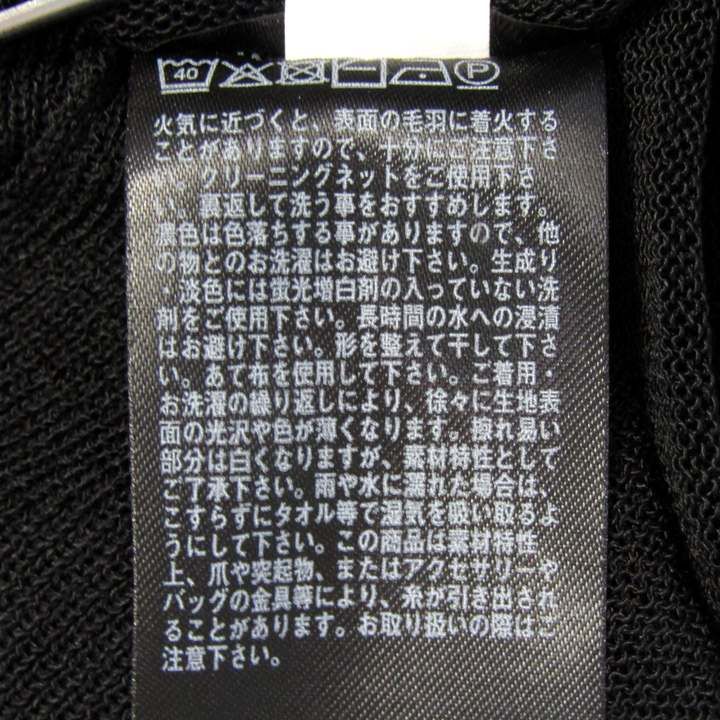 40 P
火気に近づくと、表面の毛羽に着火する
ことがありますので、十分にご注意下さ
い。クリーニングネットをご使用下さ
い。裏返して洗う事をおすすめします。
濃色は色落ちする事がありますので、他
の物とのお洗濯はお避け下さい。生成り
・淡色には蛍光増白剤の入っていない洗
剤をご使用下さい。長時間の水への浸漬
はお避け下さい。形を整えて干して下さ
い。あて布を使用して下さい。ご着用・
お洗濯の繰り返しにより、徐々に生地表
面の光沢や色が薄くなります。擦れ易い
部分は白くなりますが、素材特性として
ご了承下さい。雨や水に濡れた場合は、
こすらずにタオル等で湿気を吸い取るよ
うにして下さい。この商品は素材特性
上、爪や突起物、またはアクセサリーや
バッグの金具等により、糸が引き出され
ることがあります。お取り扱いの際はご
注意下さい。